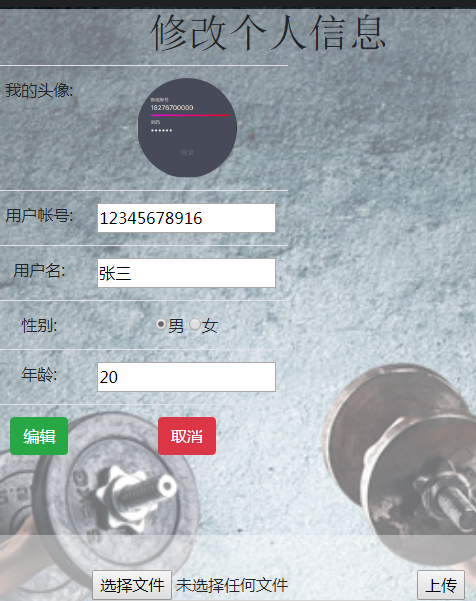 修改个人信息
我的头像:
18276700000
••••••
用户帐号: 12345678916
用户名: 张三
性别: 男 女
年龄: 20
编辑 取消
选择文件 未选择任何文件 上传